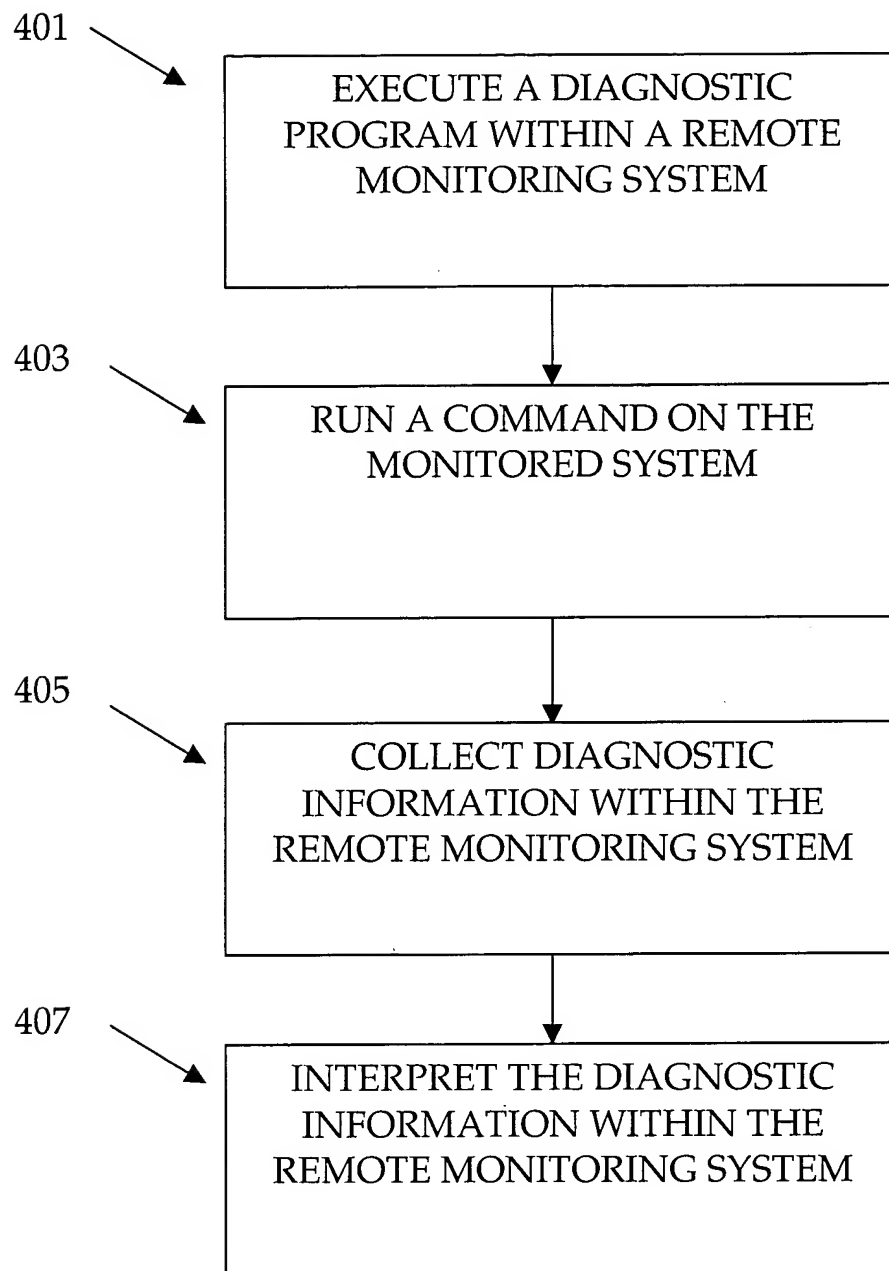 401
EXECUTE A DIAGNOSTIC
PROGRAM WITHIN A REMOTE
MONITORING SYSTEM
403
RUN A COMMAND ON THE
MONITORED SYSTEM
405
COLLECT DIAGNOSTIC
INFORMATION WITHIN THE
REMOTE MONITORING SYSTEM
407
INTERPRET THE DIAGNOSTIC
INFORMATION WITHIN THE
REMOTE MONITORING SYSTEM